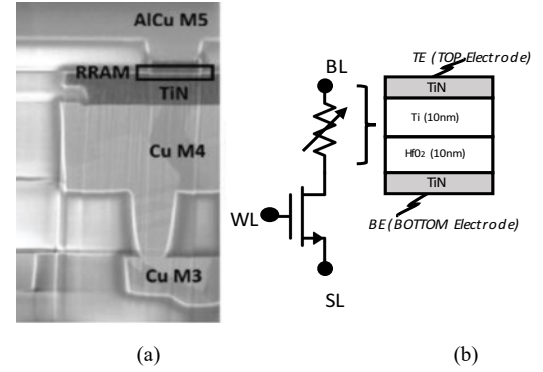 AlCu M5
RRAM
TiN
Cu M4
Cu M3
(a)
BL
WL
SL
TE (TOP Electrode)
TiN
Ti (10nm)
HfO₂ (10nm)
TiN
BE (BOTTOM Electrode)
(b)